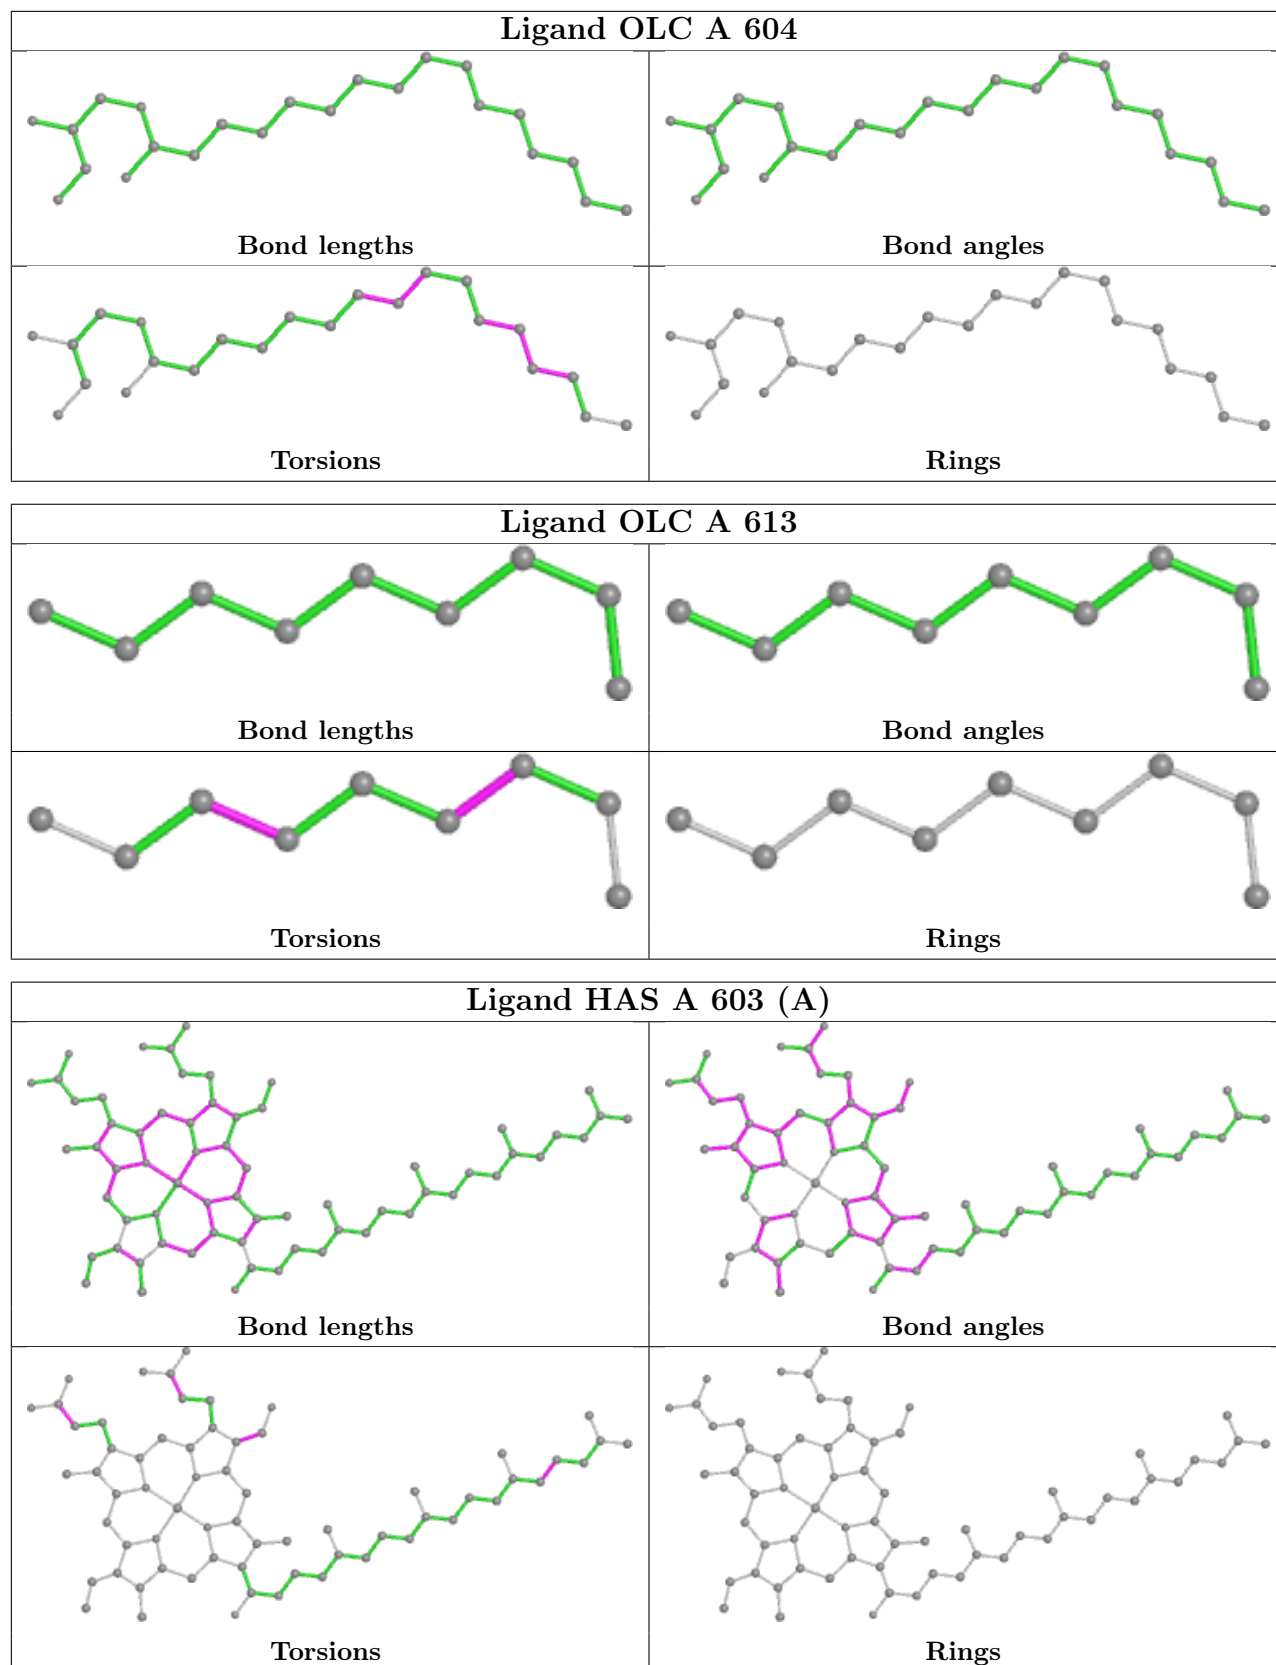 Ligand OLC A 604
Bond lengths
Bond angles
Torsions
Rings
Ligand OLC A 613
Bond lengths
Bond angles
Torsions
Rings
Ligand HAS A 603 (A)
Bond lengths
Bond angles
Torsions
Rings